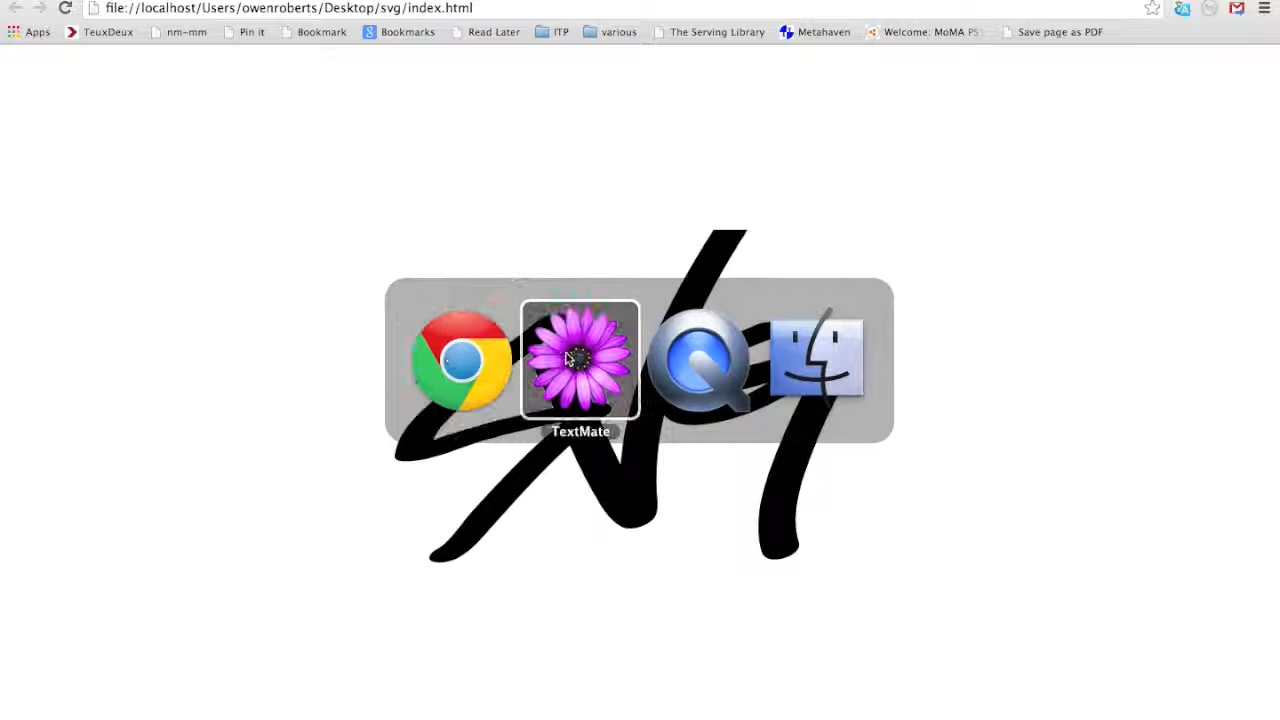 file://localhost/Users/owenroberts/Desktop/svg/index.html
Apps TeuxDeux nm-mm Pin it Bookmark Bookmarks Read Later ITP various The Serving Library Metahaven Welcome: MoMA PS1 Save page as PDF
TextMate